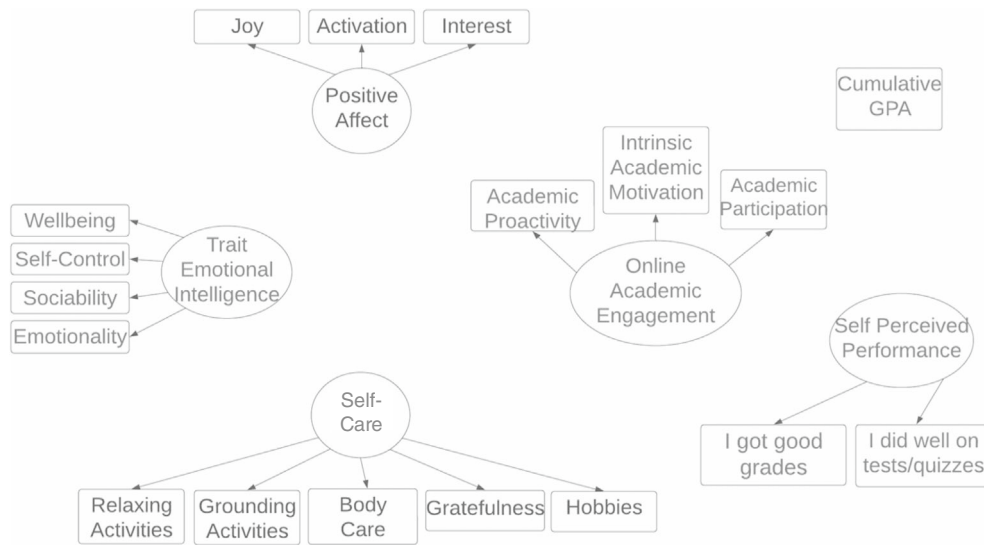 Joy
Activation
Interest
Positive
Affect
Cumulative
GPA
Intrinsic
Academic
Motivation
Academic
Proactivity
Academic
Participation
Wellbeing
Self-Control
Sociability
Emotionality
Trait
Emotional
Intelligence
Online
Academic
Engagement
Self Perceived
Performance
Self-
Care
I got good
grades
I did well on
tests/quizzes
Relaxing
Activities
Grounding
Activities
Body
Care
Gratefulness
Hobbies